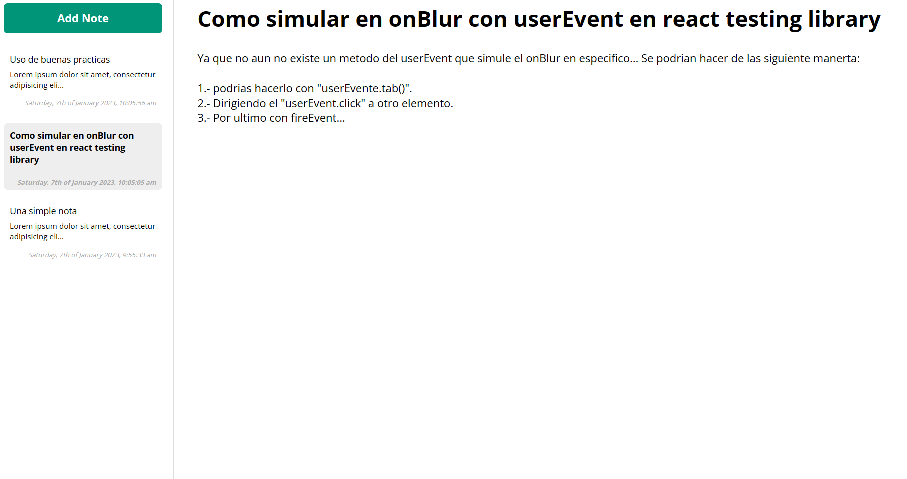 Add Note
Uso de buenas practicas
Lorem ipsum dolor sit amet, consectetur
adipisicing eli...
Saturday, 7th of January 2023, 10:05:56 am
Como simular en onBlur con
userEvent en react testing
library
Saturday, 7th of January 2023, 10:05:05 am
Una simple nota
Lorem ipsum dolor sit amet, consectetur
adipisicing eli...
Saturday, 7th of January 2023, 9:55:33 am
Como simular en onBlur con userEvent en react testing library
Ya que no aun no existe un metodo del userEvent que simule el onBlur en especifico... Se podrian hacer de las siguiente manerta:
1.- podrias hacerlo con "userEvente.tab()".
2.- Dirigiendo el "userEvent.click" a otro elemento.
3.- Por ultimo con fireEvent...